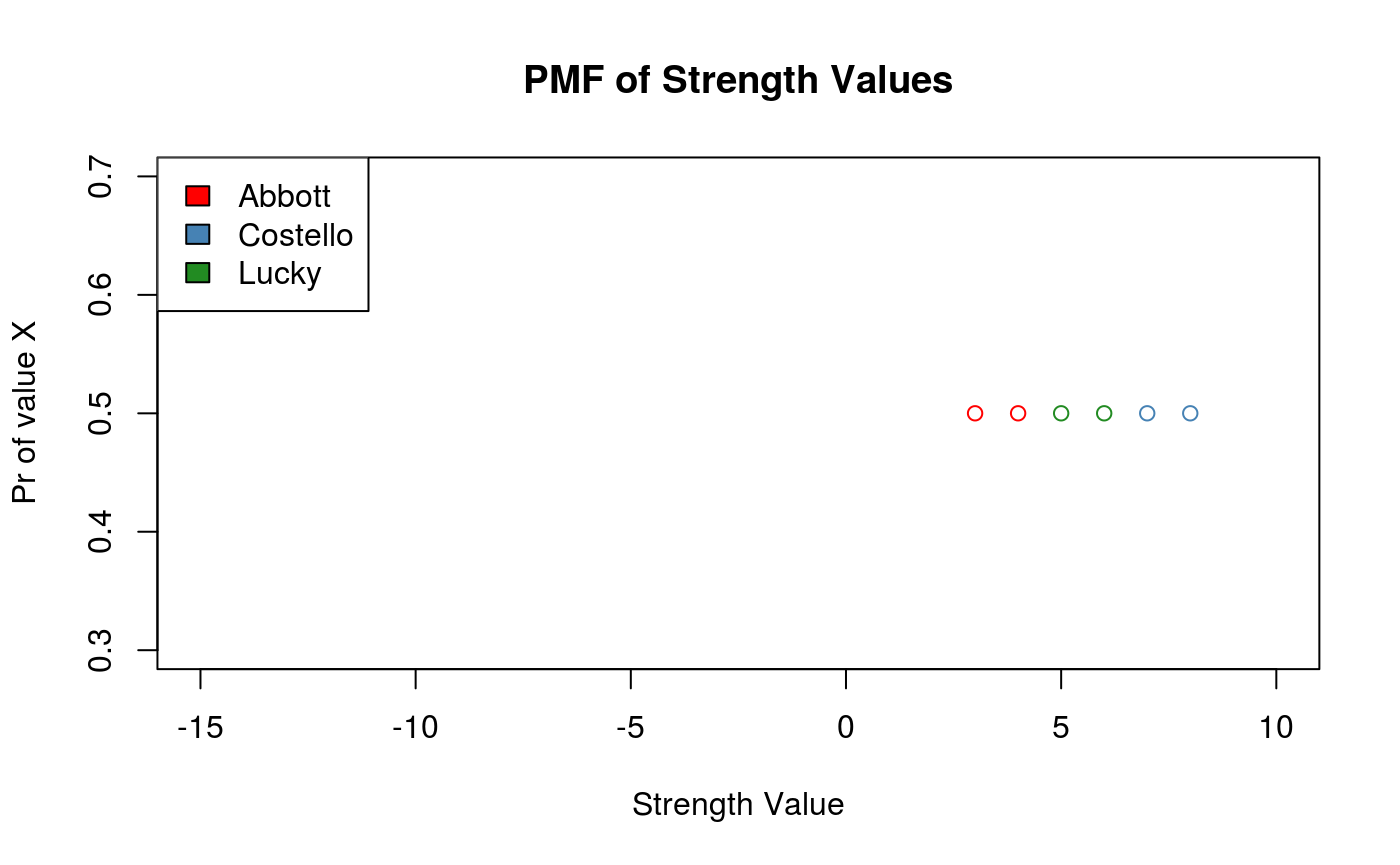 PMF of Strength Values
Abbott
Costello
Lucky
0.7
0.6
0.5
0.4
0.3
Pr of value X
-15 -10 -5 0 5 10
Strength Value